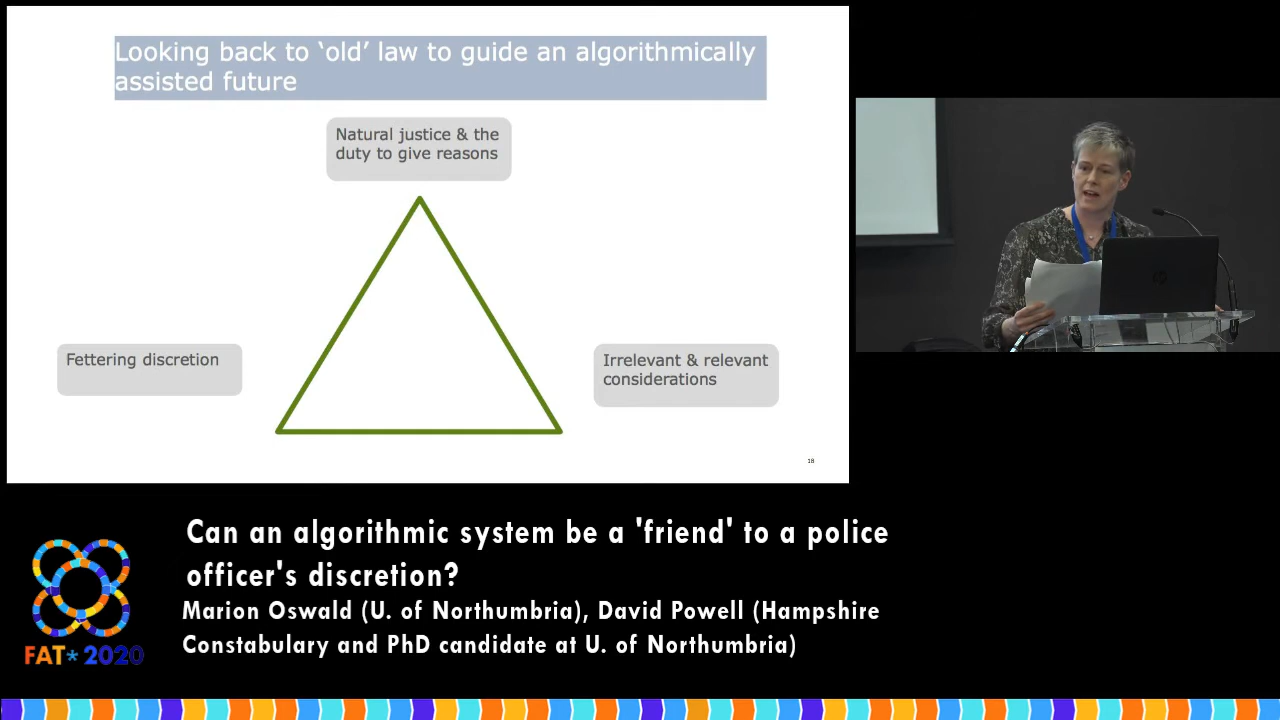 Looking back to ‘old’ law to guide an algorithmically
assisted future
Natural justice & the
duty to give reasons
Fettering discretion
Irrelevant & relevant
considerations
18
Can an algorithmic system be a 'friend' to a police
officer's discretion?
Marion Oswald (U. of Northumbria), David Powell (Hampshire
Constabulary and PhD candidate at U. of Northumbria)
FAT* 2020